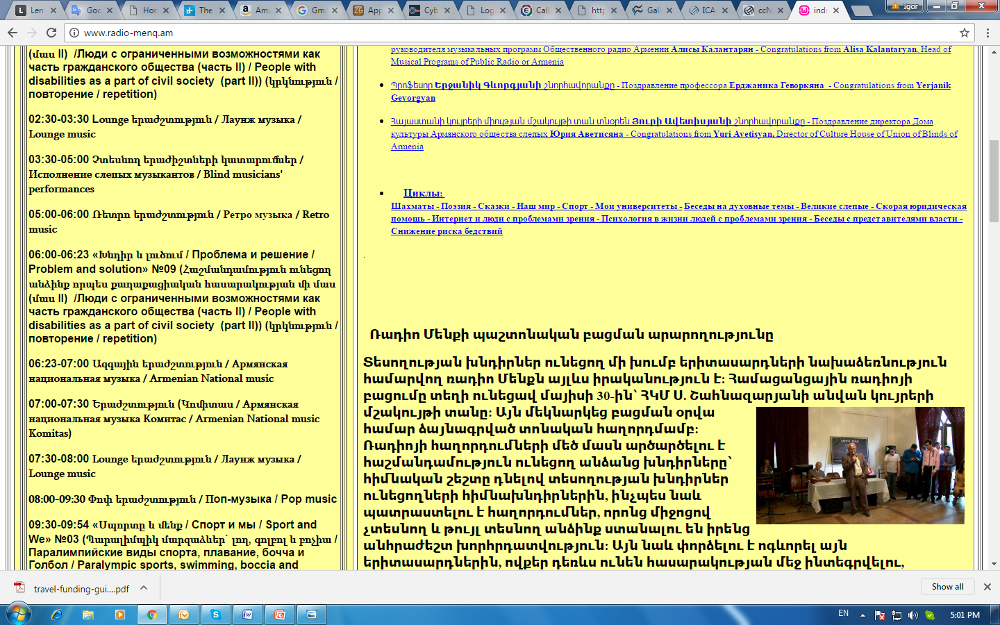 Len
Goo
Hor
The
Am
Gm
App
Cyb
Log
Call
http
Gall
ICA
ccN
inde
Igor
www.radio-menq.am
(մաս II)  /Люди с ограниченными возможностями как
часть гражданского общества (часть II) / People with
disabilities as a part of civil society  (part II)) (կրկնություն /
повторение / repetition)
02:30-03:30 Lounge երաժշտություն / Лаунж музыка /
Lounge music
03:30-05:00 Չտեսնող երաժիշտների կատարումներ /
Исполнение слепых музыкантов / Blind musicians'
performances
05:00-06:00 Ռետրո երաժշտություն / Ретро музыка / Retro
music
06:00-06:23 «Խնդիր և լուծում / Проблема и решение /
Problem and solution» №09 (Հաշմանդամություն ունեցող
անձինք որպես քաղաքացիական հասարակության մի մաս
(մաս II)  /Люди с ограниченными возможностями как
часть гражданского общества (часть II) / People with
disabilities as a part of civil society  (part II)) (կրկնություն /
повторение / repetition)
06:23-07:00 Ազգային երաժշտություն / Армянская
национальная музыка / Armenian National music
07:00-07:30 Երաժշտություն (Կոմիտաս / Армянская
национальная музыка Комитас / Armenian National music
Komitas)
07:30-08:00 Lounge երաժշտություն / Лаунж музыка /
Lounge music
08:00-09:30 Փոփ երաժշտություն / Поп-музыка / Pop music
09:30-09:54 «Սպորտը և մենք / Спорт и мы / Sport and
We» №03 (Պարալիմպիկ մարզաձևեր` լող, գոլբոլ և բոչիա /
Паралимпийские виды спорта, плавание, бочча и
Голбол / Paralympic sports, swimming, boccia and
руководителя музыкальных программ Общественного радио Армении Алисы Калантарян - Congratulations from Alisa Kalantaryan, Head of
Musical Programs of Public Radio or Armenia
Պրոֆեսոր Երջանիկ Գևորգյանի շնորհավորանքը - Поздравление профессора Ерджаника Геворкяна  - Congratulations from Yerjanik
Gevorgyan
Հայաստանի կույրերի միության մշակույթի տան տնօրեն Յուրի Ավետիսյանի շնորհավորանքը - Поздравление директора Дома
культуры Армянского общества слепых Юрия Аветисяна - Congratulations from Yuri Avetisyan, Director of Culture House of Union of Blinds of
Armenia
Циклы:
Шахматы - Поэзия - Сказки - Наш мир - Спорт - Мои университеты - Беседы на духовные темы - Великие слепые - Скорая юридическая
помощь - Интернет и люди с проблемами зрения - Психология в жизни людей с проблемами зрения - Беседы с представителями власти -
Снижение риска бедствий
.
Ռադիո Մենքի պաշտոնական բացման արարողությունը
Տեսողության խնդիրներ ունեցող մի խումբ երիտասարդների նախաձեռնություն
համարվող ռադիո Մենքն այլևս իրականություն է: Համացանցային ռադիոյի
բացումը տեղի ունեցավ մայիսի 30-ին` ՀԿՄ Ս. Շահնազարյանի անվան կույրերի
մշակույթի տանը: Այն մեկնարկեց բացման օրվա
համար ձայնագրված տոնական հաղորդմամբ:
Ռադիոյի հաղորդումների մեծ մասն արծարծելու է
հաշմանդամություն ունեցող անձանց խնդիրները`
հիմնական շեշտը դնելով տեսողության խնդիրներ
ունեցողների հիմնախնդիրներին, ինչպես նաև
պատրաստելու է հաղորդումներ, որոնց միջոցով
չտեսնող և թույլ տեսնող անձինք ստանալու են իրենց
անհրաժեշտ խորհրդատվություն: Այն նաև փորձելու է ոգևորել այն
երիտասարդներին, ովքեր դեռևս ունեն հասարակության մեջ ինտեգրվելու,
travel-funding-gui....pdf
Show all
EN
5:01 PM